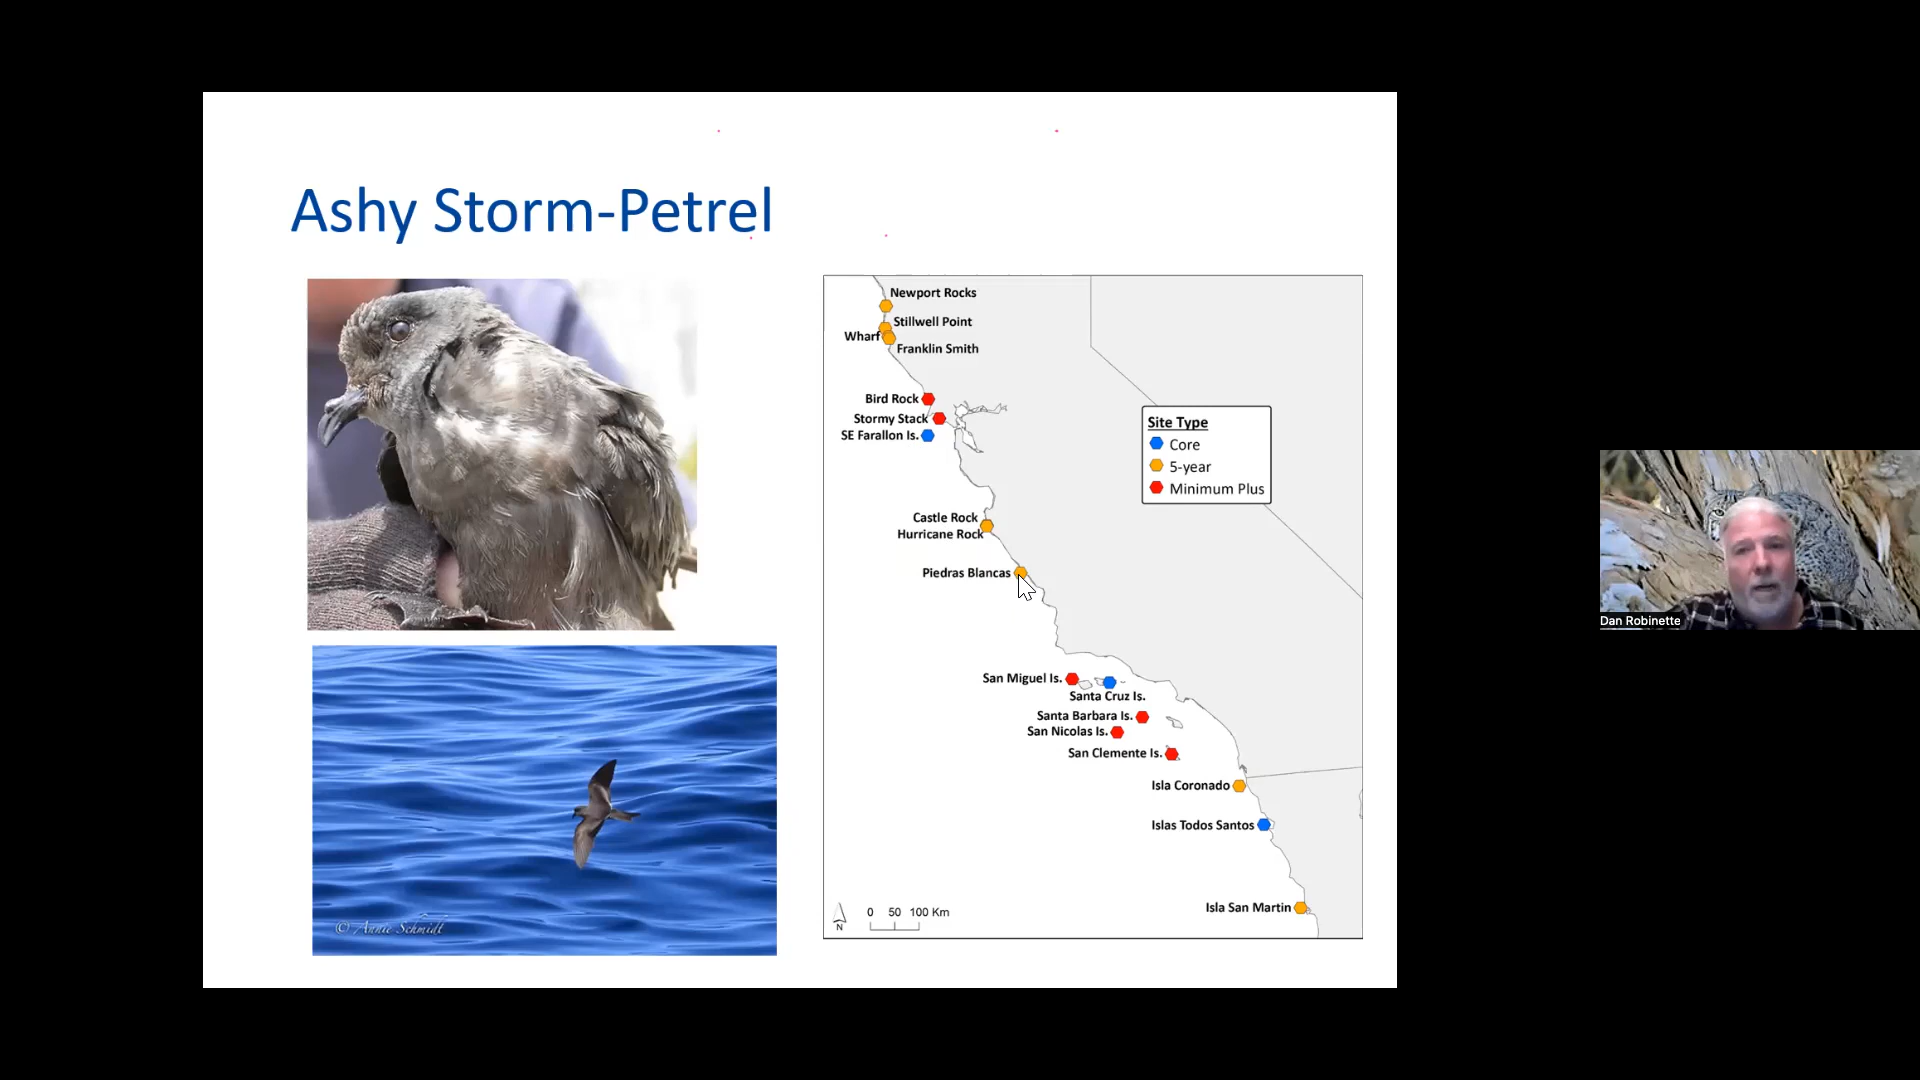 Ashy Storm-Petrel
Newport Rocks
Stillwell Point
Wharf
Franklin Smith
Bird Rock
Stormy Stack
SE Farallon Is.
Site Type
Core
5-year
Minimum Plus
Castle Rock
Hurricane Rock
Piedras Blancas
San Miguel Is.
Santa Cruz Is.
Santa Barbara Is.
San Nicolas Is.
San Clemente Is.
Isla Coronado
Islas Todos Santos
Isla San Martin
0 50 100 Km
N
© Annie Schmidt
Dan Robinette